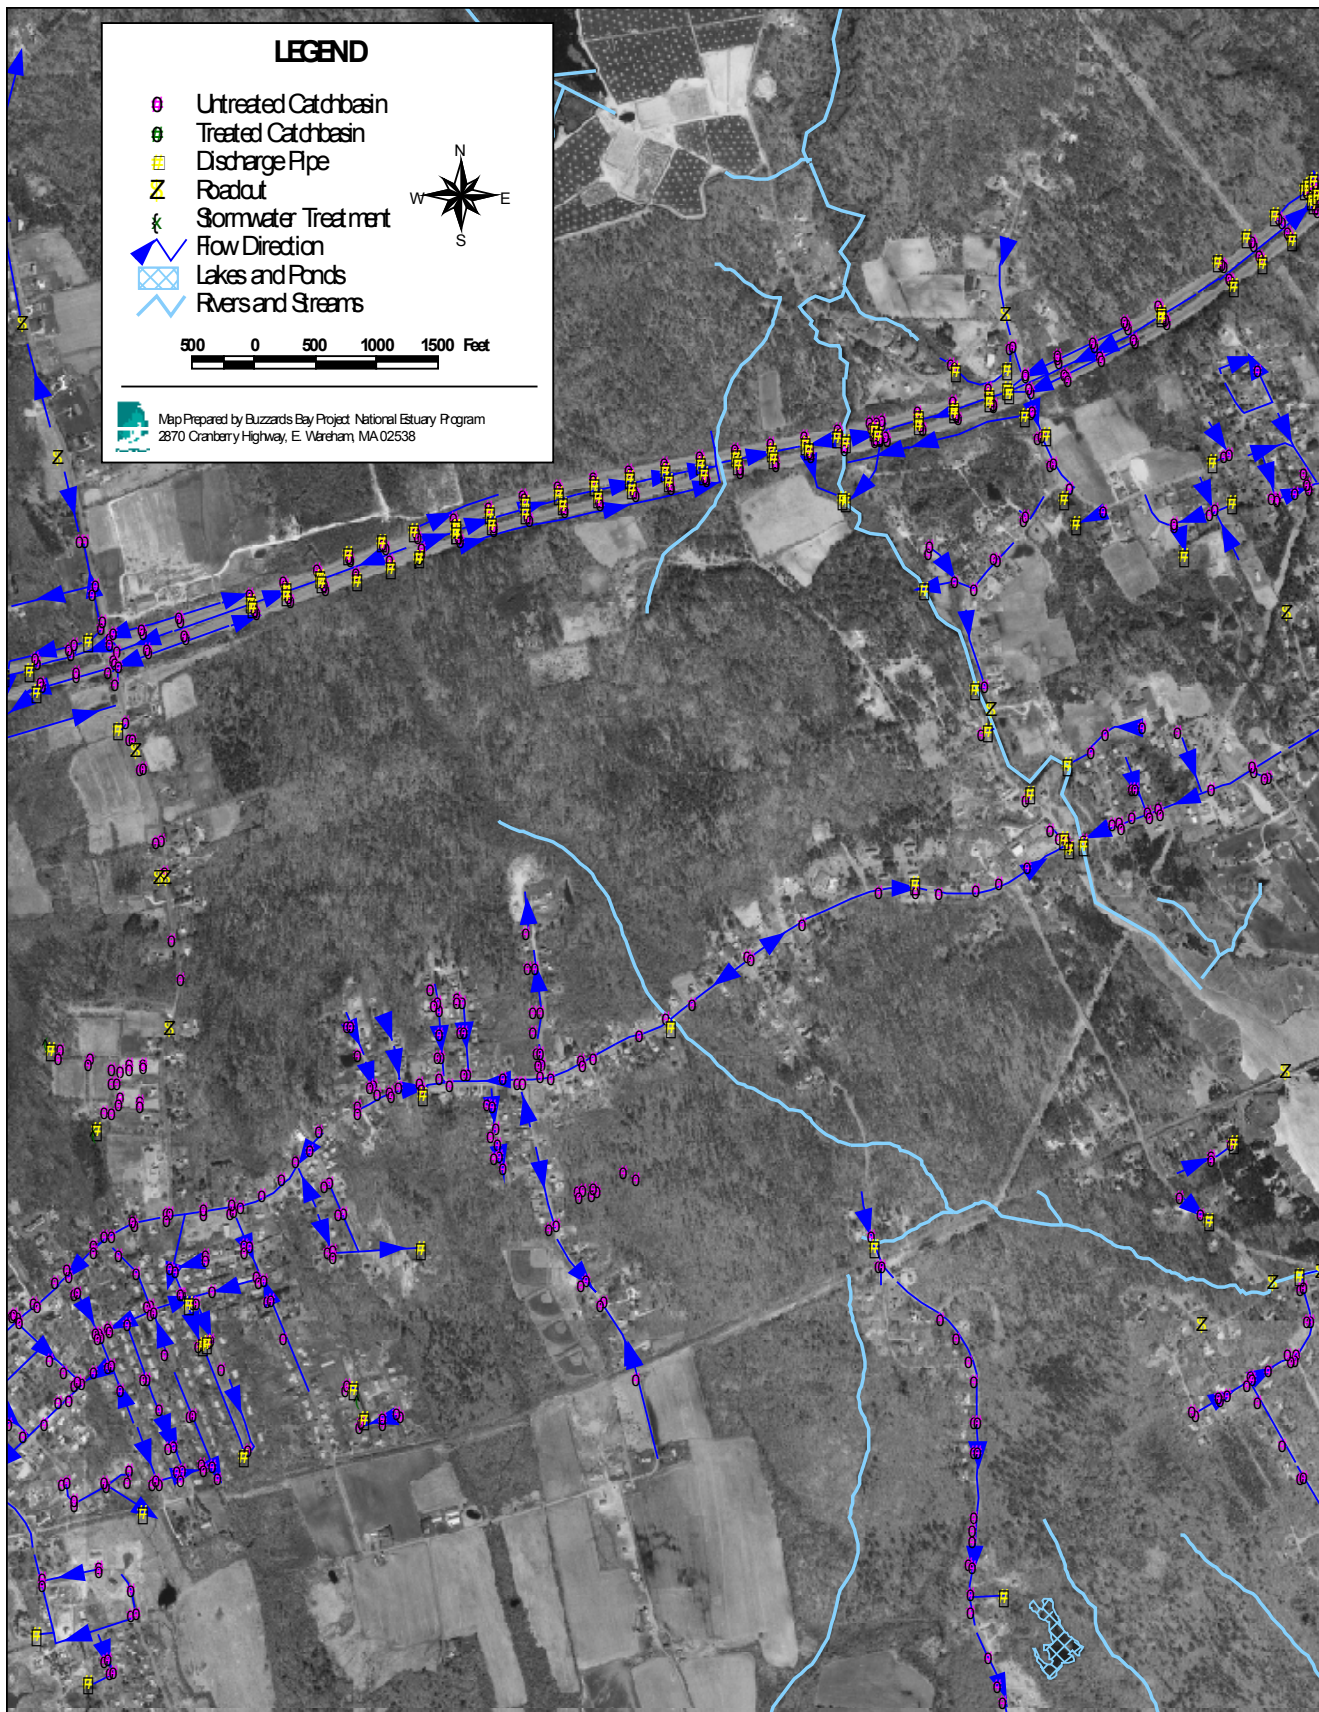 LEGEND
Untreated Catchbasin
Treated Catchbasin
Discharge Pipe
Roadcut
Stormwater Treatment
Flow Direction
Lakes and Ponds
Rivers and Streams
N
W E
S
500 0 500 1000 1500 Feet
Map Prepared by Buzzards Bay Project National Estuary Program
2870 Cranberry Highway, E. Wareham, MA 02538